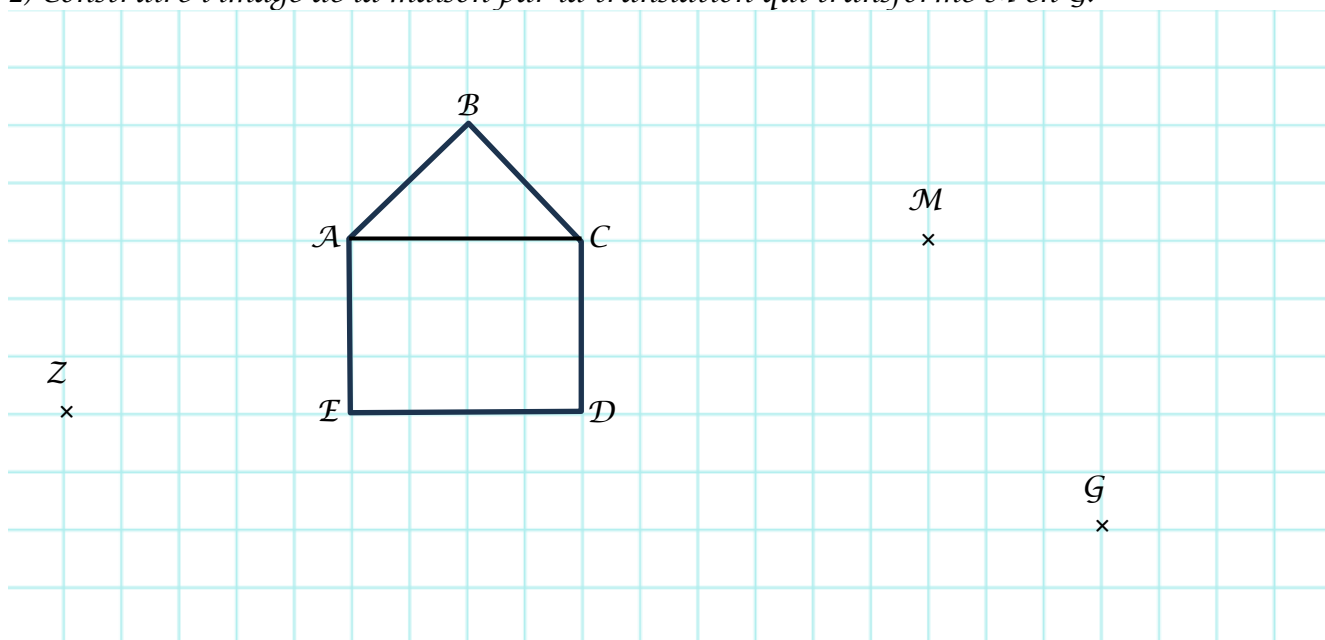 2) Construire l'image de la maison par la translation qui transforme M en G.
B
M
A
C
Z
E
D
G